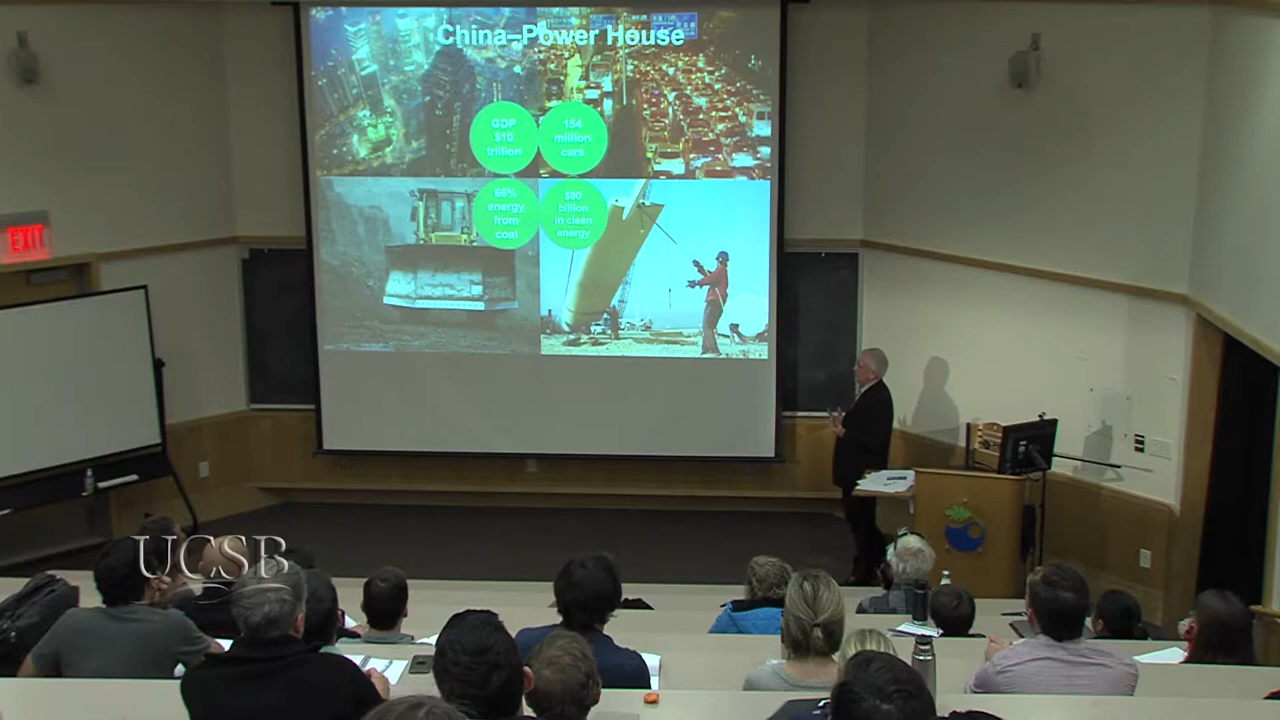 China–Power House
GDP
$10
trillion
154
million
cars
66%
energy
from
coal
$90
billion
in clean
energy
EXIT
UCSB